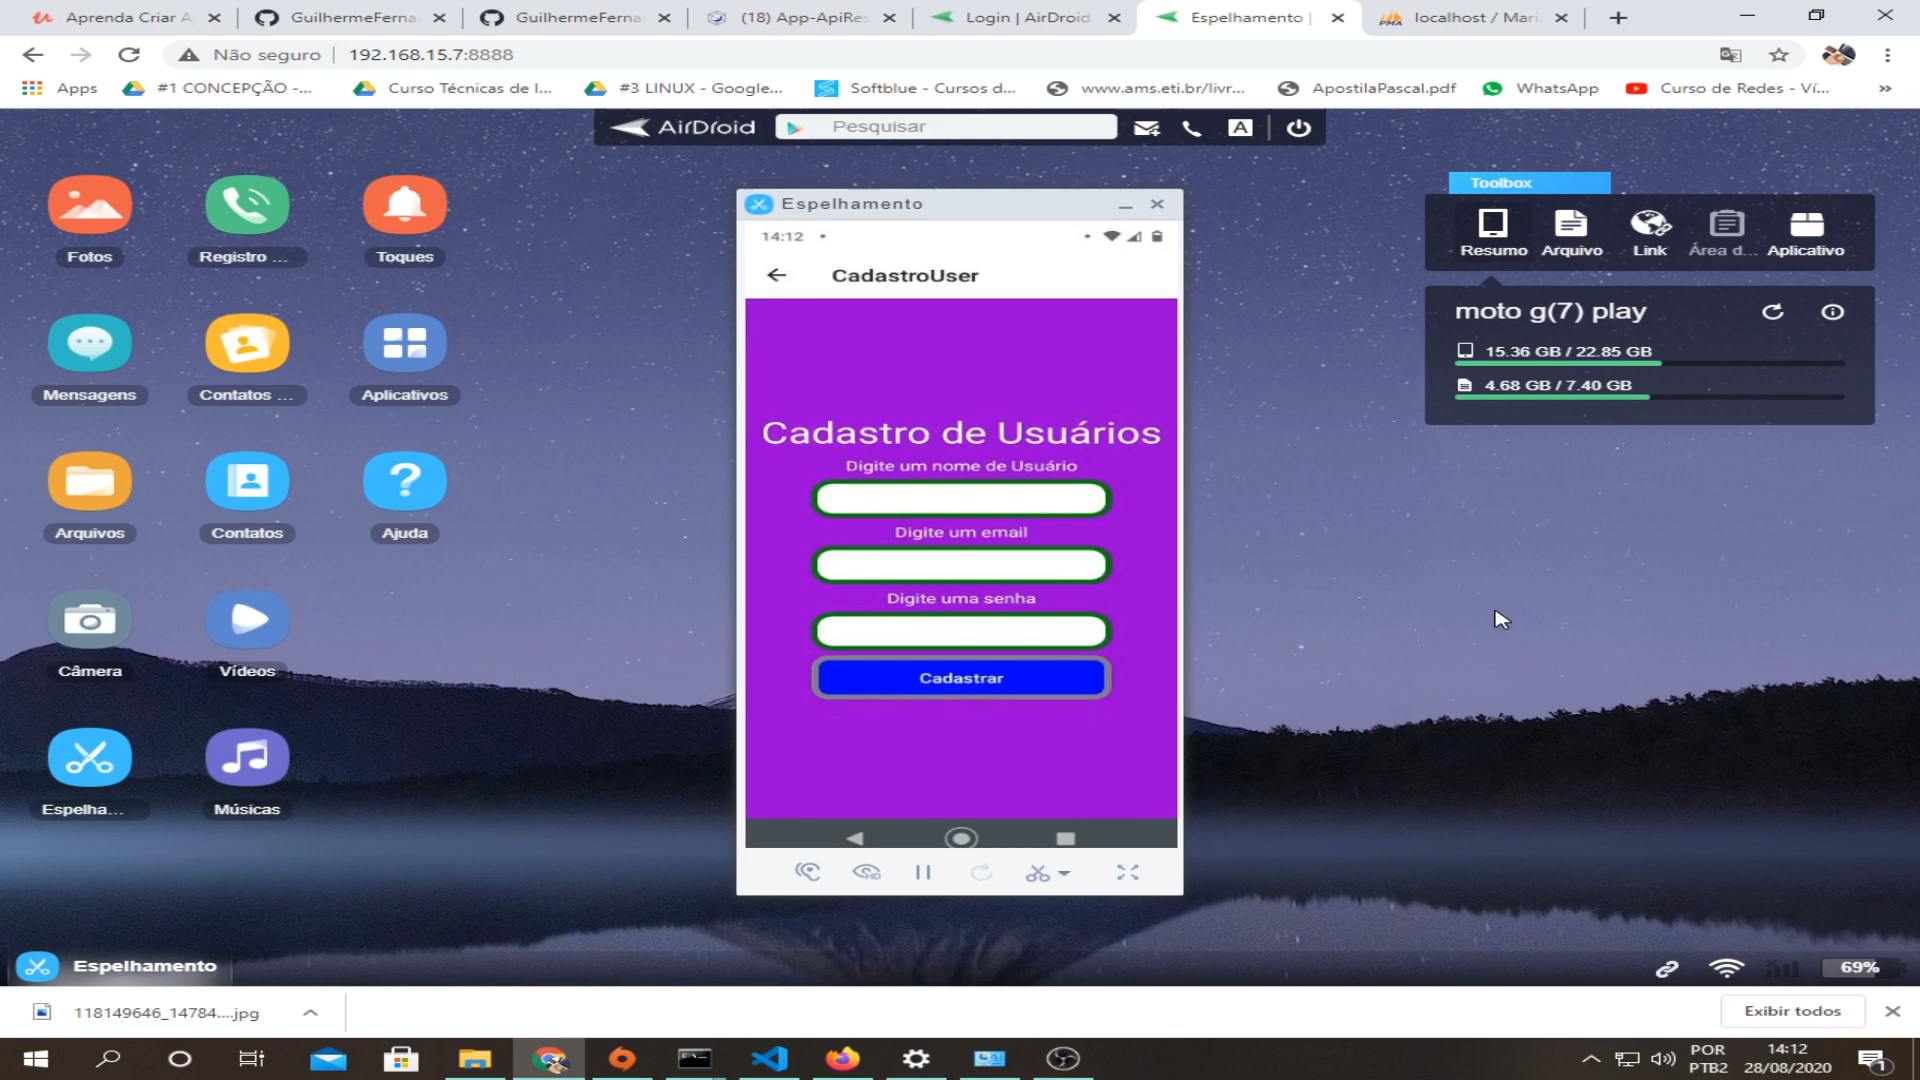 Aprenda Criar A
GuilhermeFerna
GuilhermeFerna
(18) App-ApiRes
Login | AirDroid
Espelhamento |
localhost / Mari
Não seguro
192.168.15.7:8888
Apps
#1 CONCEPÇÃO -...
Curso Técnicas de I...
#3 LINUX - Google...
Softblue - Cursos d...
www.ams.eti.br/livr...
ApostilaPascal.pdf
WhatsApp
Curso de Redes - Ví...
»
AirDroid
Pesquisar
A
Fotos
Registro ...
Toques
Mensagens
Contatos ...
Aplicativos
Arquivos
Contatos
Ajuda
Câmera
Vídeos
Espelha...
Músicas
Espelhamento
14:12
CadastroUser
Cadastro de Usuários
Digite um nome de Usuário
Digite um email
Digite uma senha
Cadastrar
HD
Toolbox
Resumo
Arquivo
Link
Área d...
Aplicativo
moto g(7) play
15.36 GB / 22.85 GB
4.68 GB / 7.40 GB
Espelhamento
69%
118149646_14784....jpg
Exibir todos
POR
PTB2
14:12
28/08/2020
1